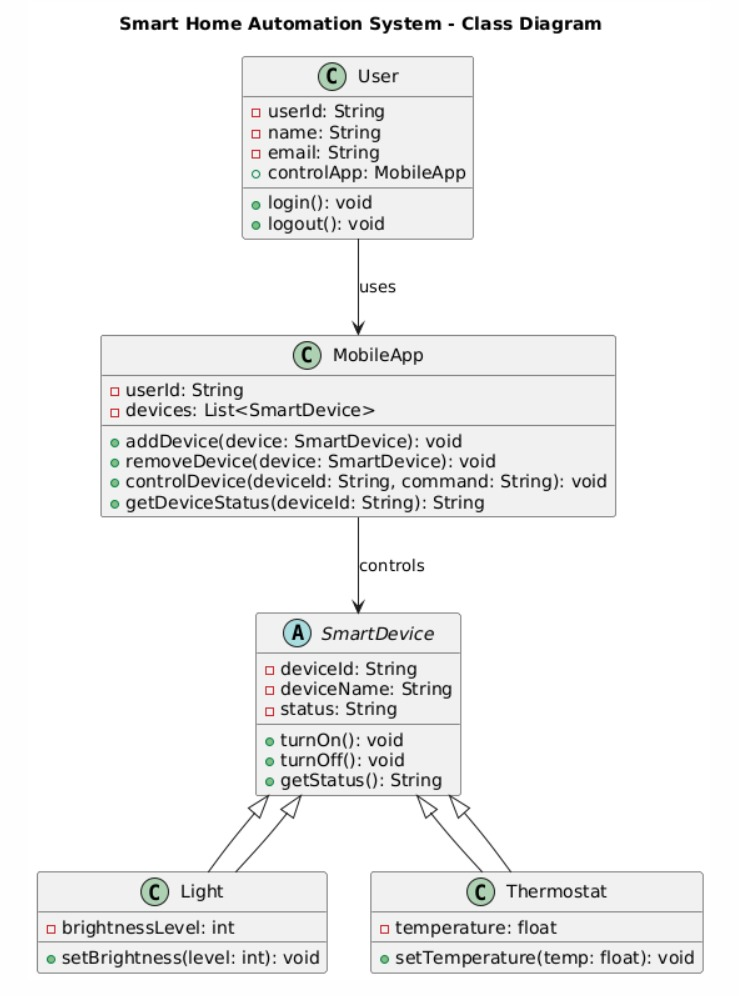 Smart Home Automation System - Class Diagram
C User
userId: String
name: String
email: String
controlApp: MobileApp
login(): void
logout(): void
uses
C MobileApp
userId: String
devices: List<SmartDevice>
addDevice(device: SmartDevice): void
removeDevice(device: SmartDevice): void
controlDevice(deviceId: String, command: String): void
getDeviceStatus(deviceId: String): String
controls
A SmartDevice
deviceId: String
deviceName: String
status: String
turnOn(): void
turnOff(): void
getStatus(): String
C Light
brightnessLevel: int
setBrightness(level: int): void
C Thermostat
temperature: float
setTemperature(temp: float): void